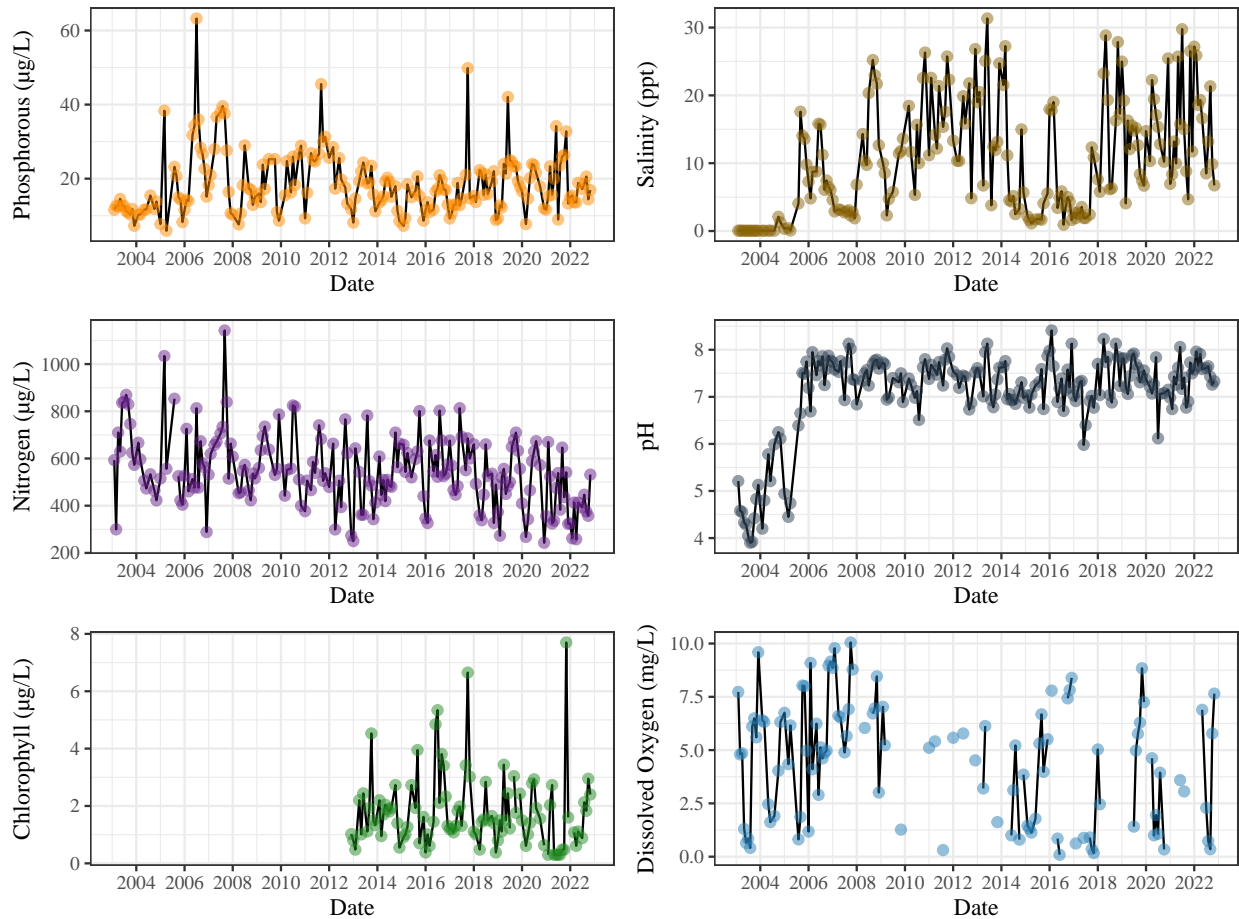 Phosphorous (µg/L)
60
40
20
2004 2006 2008 2010 2012 2014 2016 2018 2020 2022
Date
Salinity (ppt)
30
20
10
0
2004 2006 2008 2010 2012 2014 2016 2018 2020 2022
Date
Nitrogen (µg/L)
1000
800
600
400
200
2004 2006 2008 2010 2012 2014 2016 2018 2020 2022
Date
pH
8
7
6
5
4
2004 2006 2008 2010 2012 2014 2016 2018 2020 2022
Date
Chlorophyll (µg/L)
8
6
4
2
0
2004 2006 2008 2010 2012 2014 2016 2018 2020 2022
Date
Dissolved Oxygen (mg/L)
10.0
7.5
5.0
2.5
0.0
2004 2006 2008 2010 2012 2014 2016 2018 2020 2022
Date